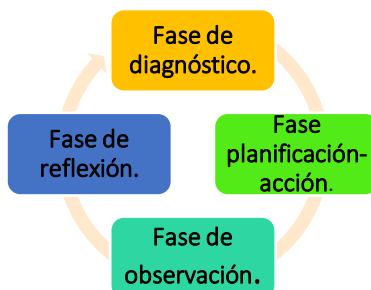 Fase de
diagnóstico.
Fase
planificación-
acción.
Fase de
observación.
Fase de
reflexión.